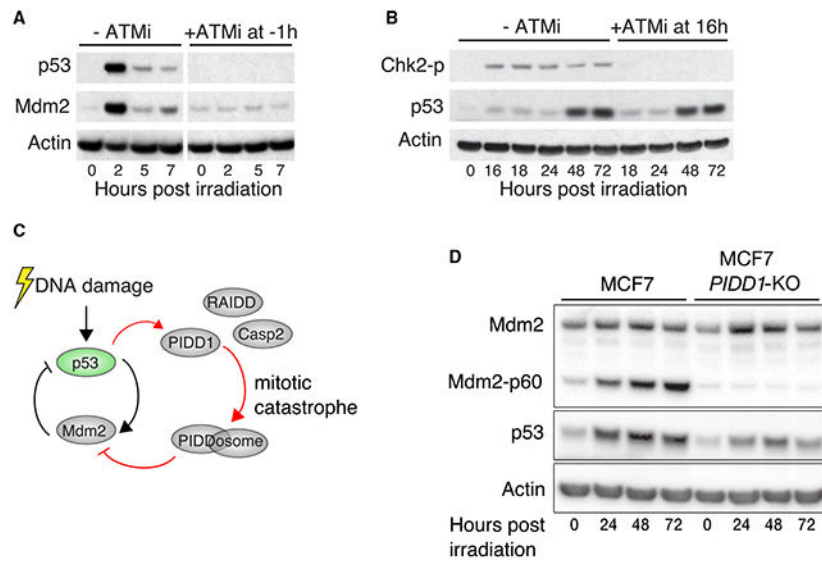 A
- ATMi
+ATMi at -1h
p53
Mdm2
Actin
0 2 5 7 0 2 5 7
Hours post irradiation
B
- ATMi
+ATMi at 16h
Chk2-p
p53
Actin
0 16 18 24 48 72 18 24 48 72
Hours post irradiation
C
DNA damage
RAIDD
Casp2
PIDD1
p53
mitotic
catastrophe
Mdm2
PIDDosome
D
MCF7
MCF7
PIDD1-KO
Mdm2
Mdm2-p60
p53
Actin
Hours post
irradiation
0 24 48 72 0 24 48 72